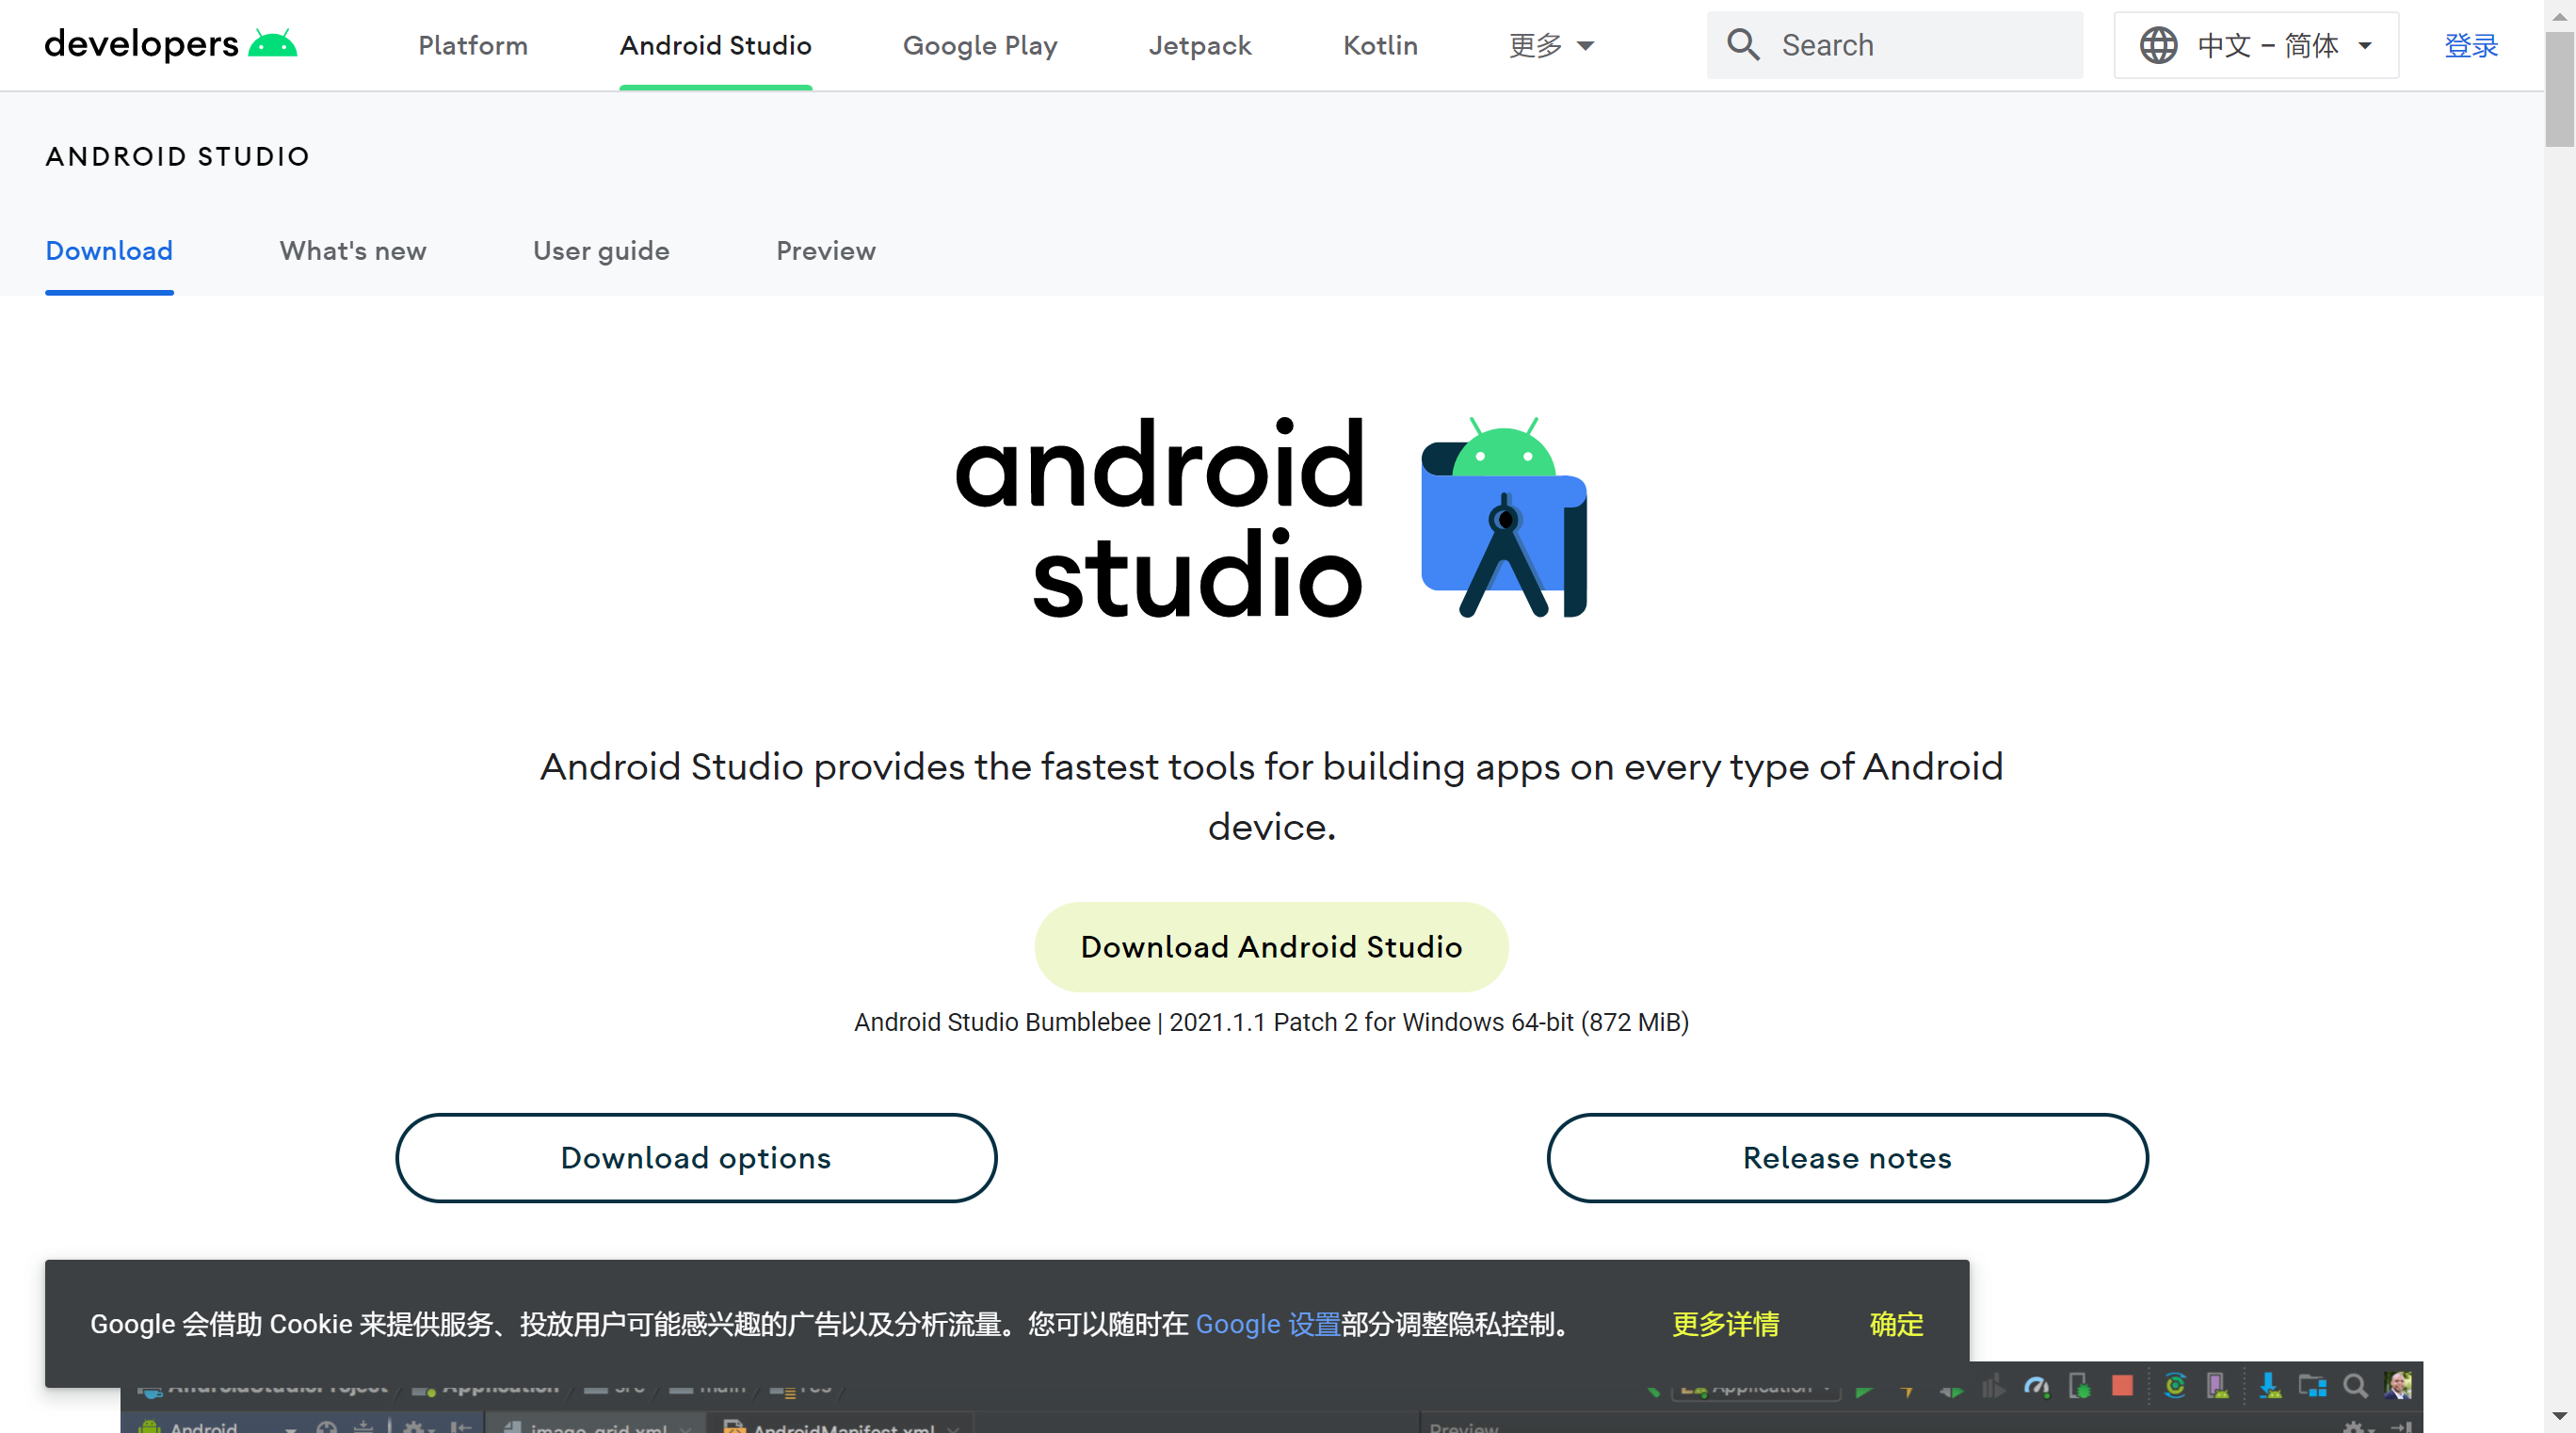 developers
Platform
Android Studio
Google Play
Jetpack
Kotlin
更多
Search
中文 – 简体
登录
ANDROID STUDIO
Download
What's new
User guide
Preview
android
studio
Android Studio provides the fastest tools for building apps on every type of Android
device.
Download Android Studio
Android Studio Bumblebee | 2021.1.1 Patch 2 for Windows 64-bit (872 MiB)
Download options
Release notes
Google 会借助 Cookie 来提供服务、投放用户可能感兴趣的广告以及分析流量。您可以随时在 Google 设置部分调整隐私控制。
更多详情
确定
AndroidStudioProject
Application
src
main
res
Application
Android
image_grid.xml
AndroidManifest.xml
Preview